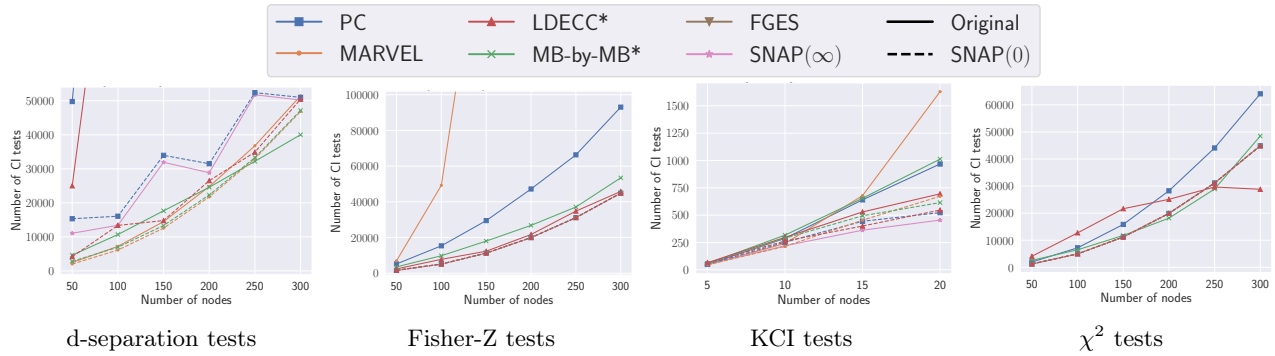 PC
LDECC*
FGES
Original
MARVEL
MB-by-MB*
SNAP(∞)
SNAP(0)
Number of CI tests
50000
40000
30000
20000
10000
0
50 100 150 200 250 300
Number of nodes
d-separation tests
Number of CI tests
100000
80000
60000
40000
20000
0
50 100 150 200 250 300
Number of nodes
Fisher-Z tests
Number of CI tests
1500
1250
1000
750
500
250
0
5 10 15 20
Number of nodes
KCI tests
Number of CI tests
60000
50000
40000
30000
20000
10000
0
50 100 150 200 250 300
Number of nodes
χ² tests